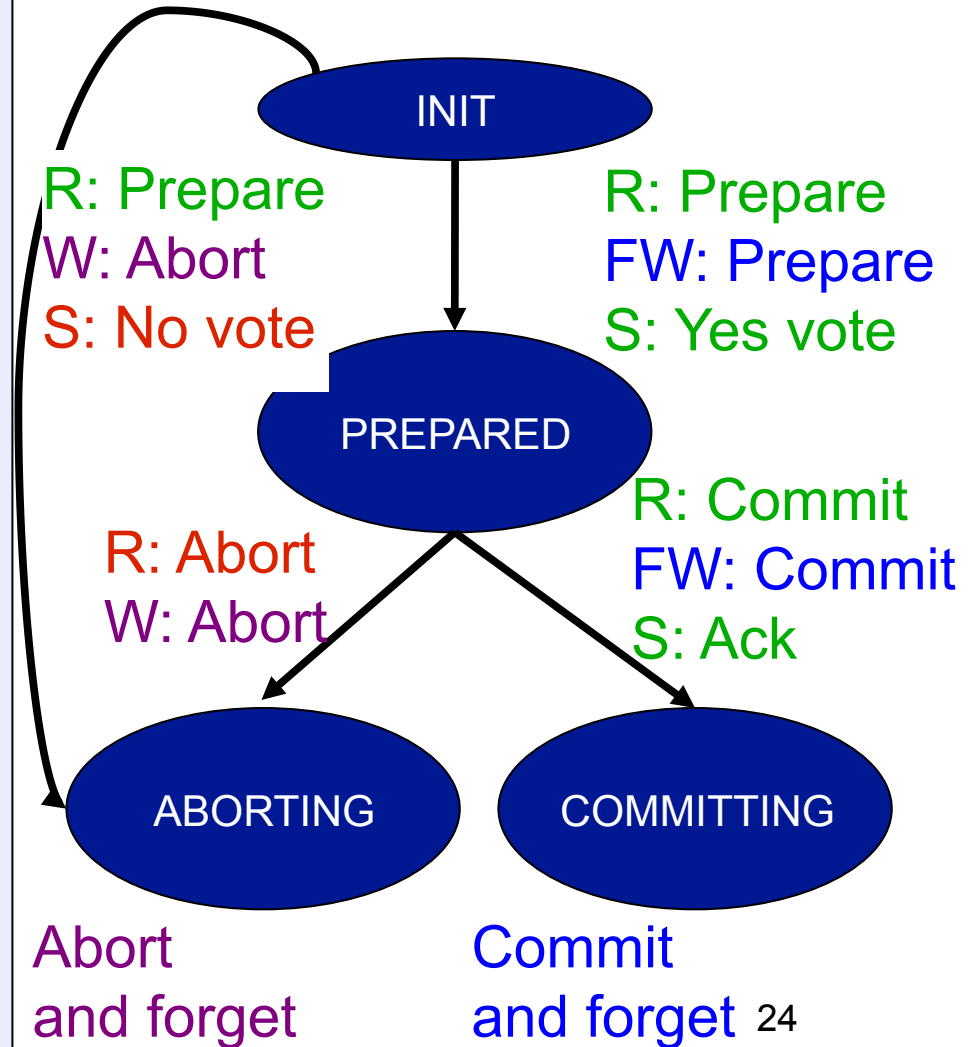 INIT
R: Prepare
W: Abort
S: No vote
R: Prepare
FW: Prepare
S: Yes vote
PREPARED
R: Abort
W: Abort
R: Commit
FW: Commit
S: Ack
ABORTING
COMMITTING
Abort
and forget
Commit
and forget
24